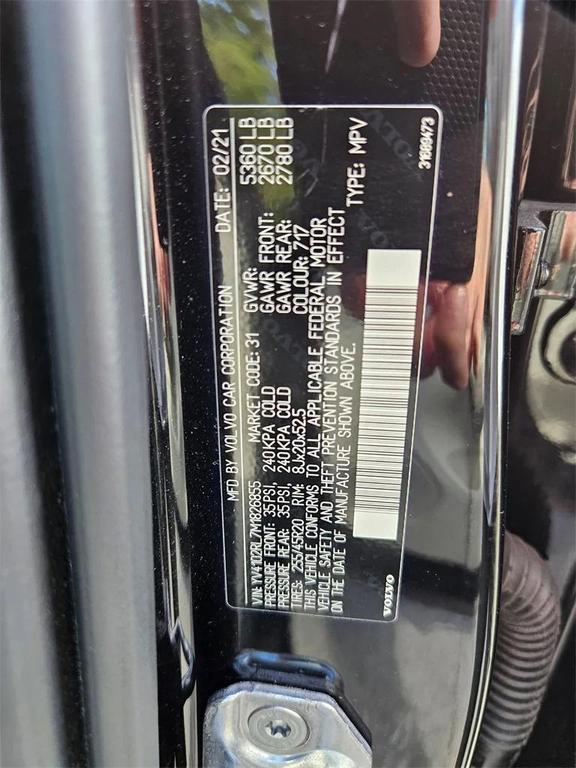 MFD BY VOLVO CAR CORPORATION DATE: 02/21
VIN: YV4102RL7M1826855 MARKET CODE: 31 GVWR: 5360 LB
PRESSURE FRONT: 35PSI, 240KPA COLD GAWR FRONT: 2670 LB
PRESSURE REAR: 35PSI, 240KPA COLD GAWR REAR: 2780 LB
TIRES: 255/45R20 RIM: 8Jx20x52.5 COLOUR: 717
THIS VEHICLE CONFORMS TO ALL APPLICABLE FEDERAL MOTOR
VEHICLE SAFETY AND THEFT PREVENTION STANDARDS IN EFFECT
ON THE DATE OF MANUFACTURE SHOWN ABOVE.
TYPE: MPV
VOLVO 31689473